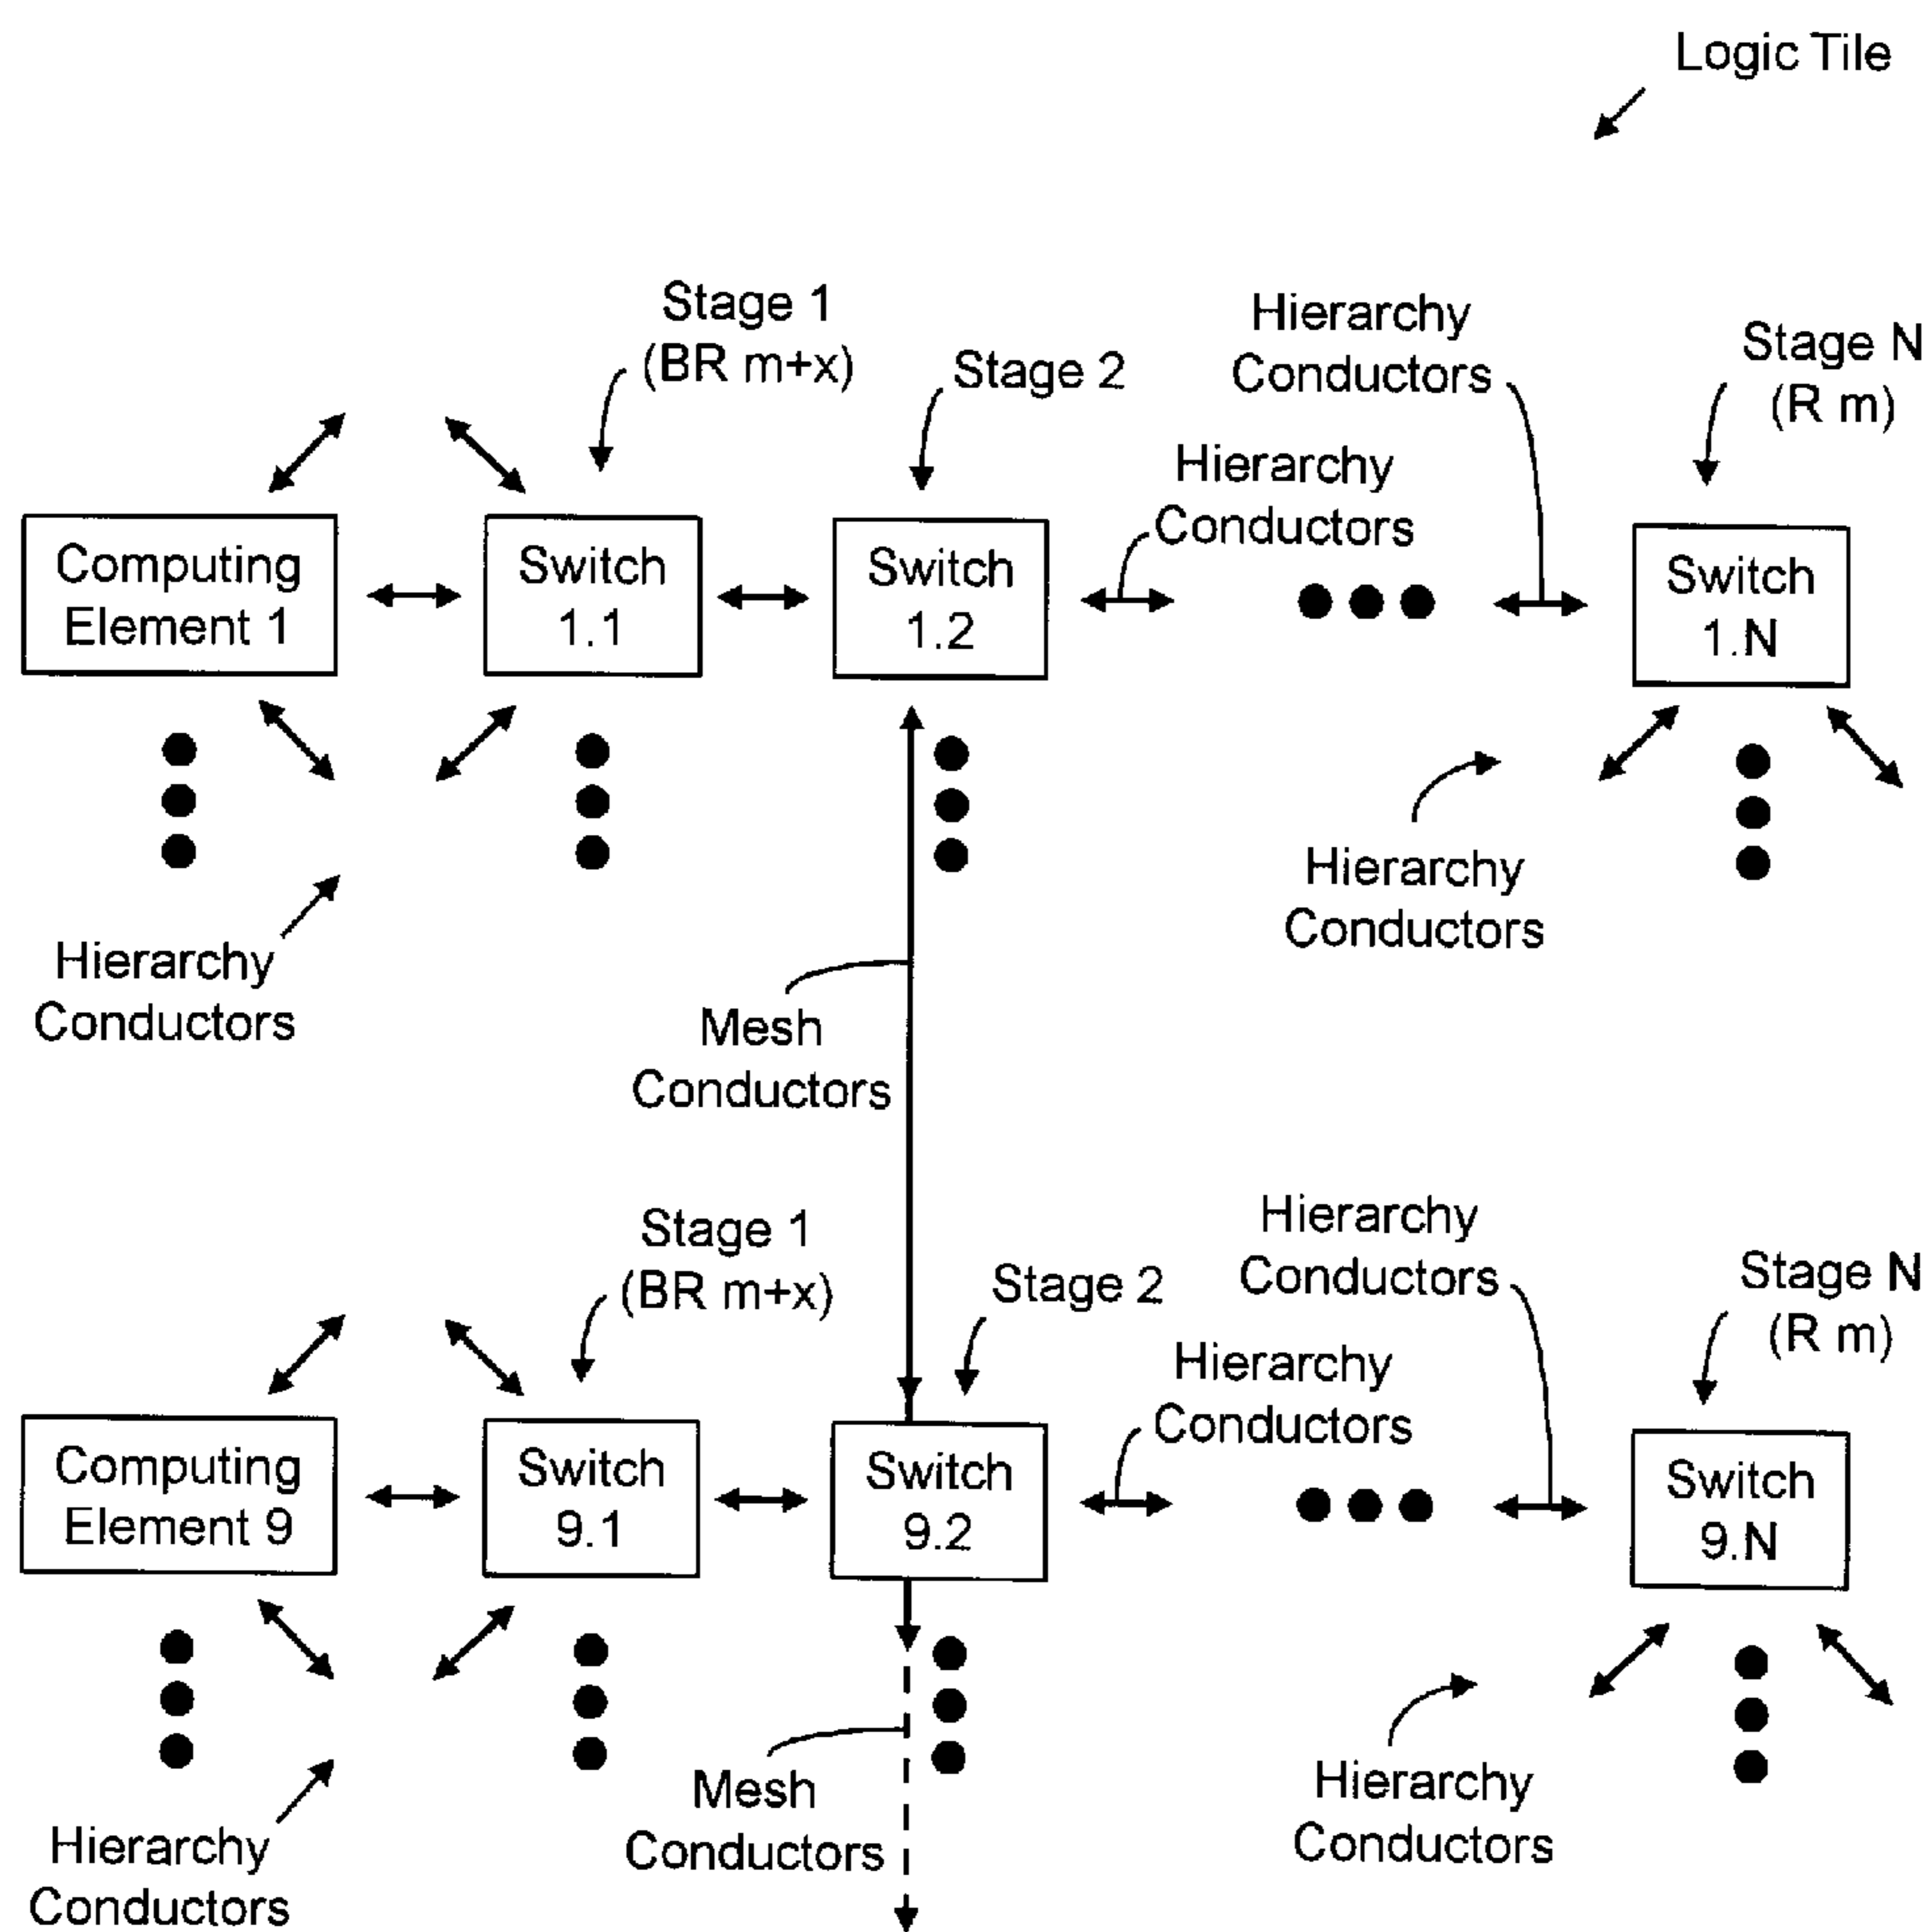 Logic Tile
Stage 1
(BR m+x)
Stage 2
Hierarchy
Conductors
Stage N
(R m)
Hierarchy
Conductors
Computing
Element 1
Switch
1.1
Switch
1.2
Switch
1.N
Hierarchy
Conductors
Hierarchy
Conductors
Mesh
Conductors
Stage 1
(BR m+x)
Stage 2
Hierarchy
Conductors
Stage N
(R m)
Hierarchy
Conductors
Computing
Element 9
Switch
9.1
Switch
9.2
Switch
9.N
Mesh
Conductors
Hierarchy
Conductors
Hierarchy
Conductors